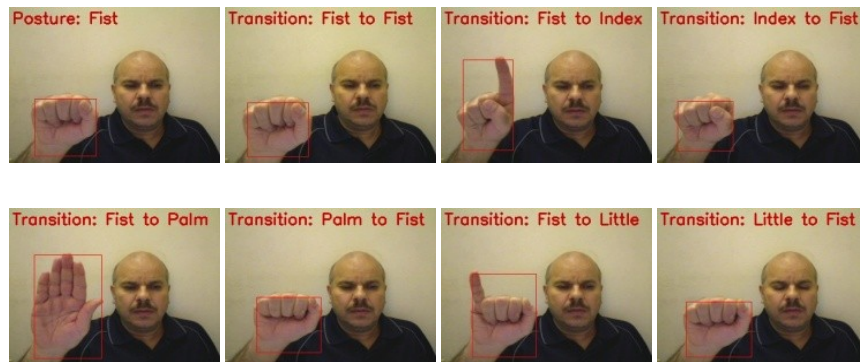 Posture: Fist
Transition: Fist to Fist
Transition: Fist to Index
Transition: Index to Fist
Transition: Fist to Palm
Transition: Palm to Fist
Transition: Fist to Little
Transition: Little to Fist